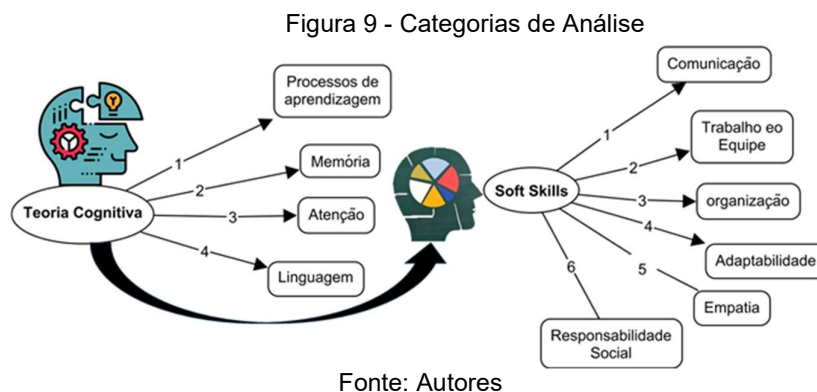 Figura 9 - Categorias de Análise
Processos de
aprendizagem
1
Memória
2
Teoria Cognitiva
3
Atenção
4
Linguagem
Soft Skills
Comunicação
1
Trabalho eo
Equipe
2
organização
3
4
Adaptabilidade
5
Empatia
6
Responsabilidade
Social
Fonte: Autores